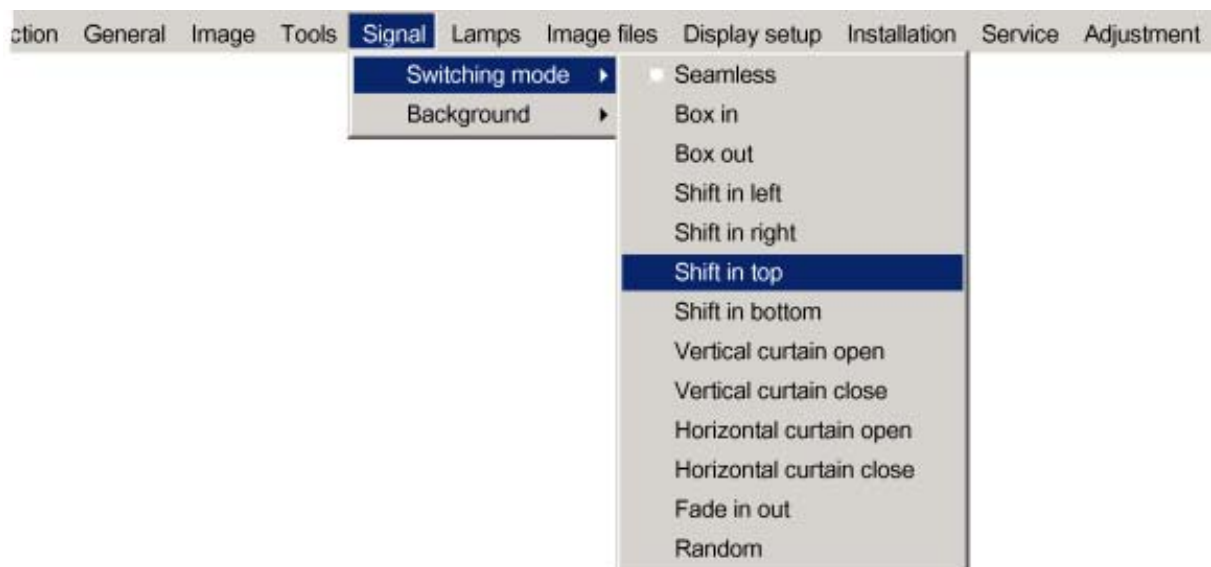 ction General Image Tools Signal Lamps Image files Display setup Installation Service Adjustment
Switching mode
Background
Seamless
Box in
Box out
Shift in left
Shift in right
Shift in top
Shift in bottom
Vertical curtain open
Vertical curtain close
Horizontal curtain open
Horizontal curtain close
Fade in out
Random